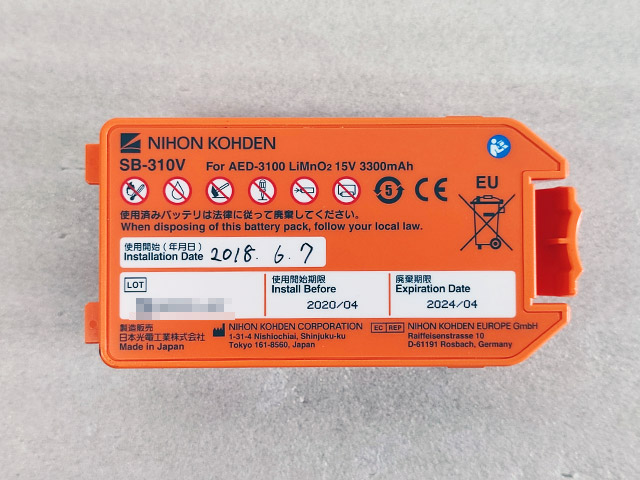 NIHON KOHDEN
SB-310V For AED-3100 LiMnO2 15V 3300mAh
5 CE EU
使用済みバッテリは法律に従って廃棄してください。
When disposing of this battery pack, follow your local law.
使用開始(年月日)
Installation Date 2018. 6. 7
LOT
使用開始期限
Install Before
2020/04
廃棄期限
Expiration Date
2024/04
製造販売
日本光電工業株式会社
Made in Japan
NIHON KOHDEN CORPORATION
1-31-4 Nishiochiai, Shinjuku-ku
Tokyo 161-8560, Japan
EC REP NIHON KOHDEN EUROPE GmbH
Raiffeisenstrasse 10
D-61191 Rosbach, Germany